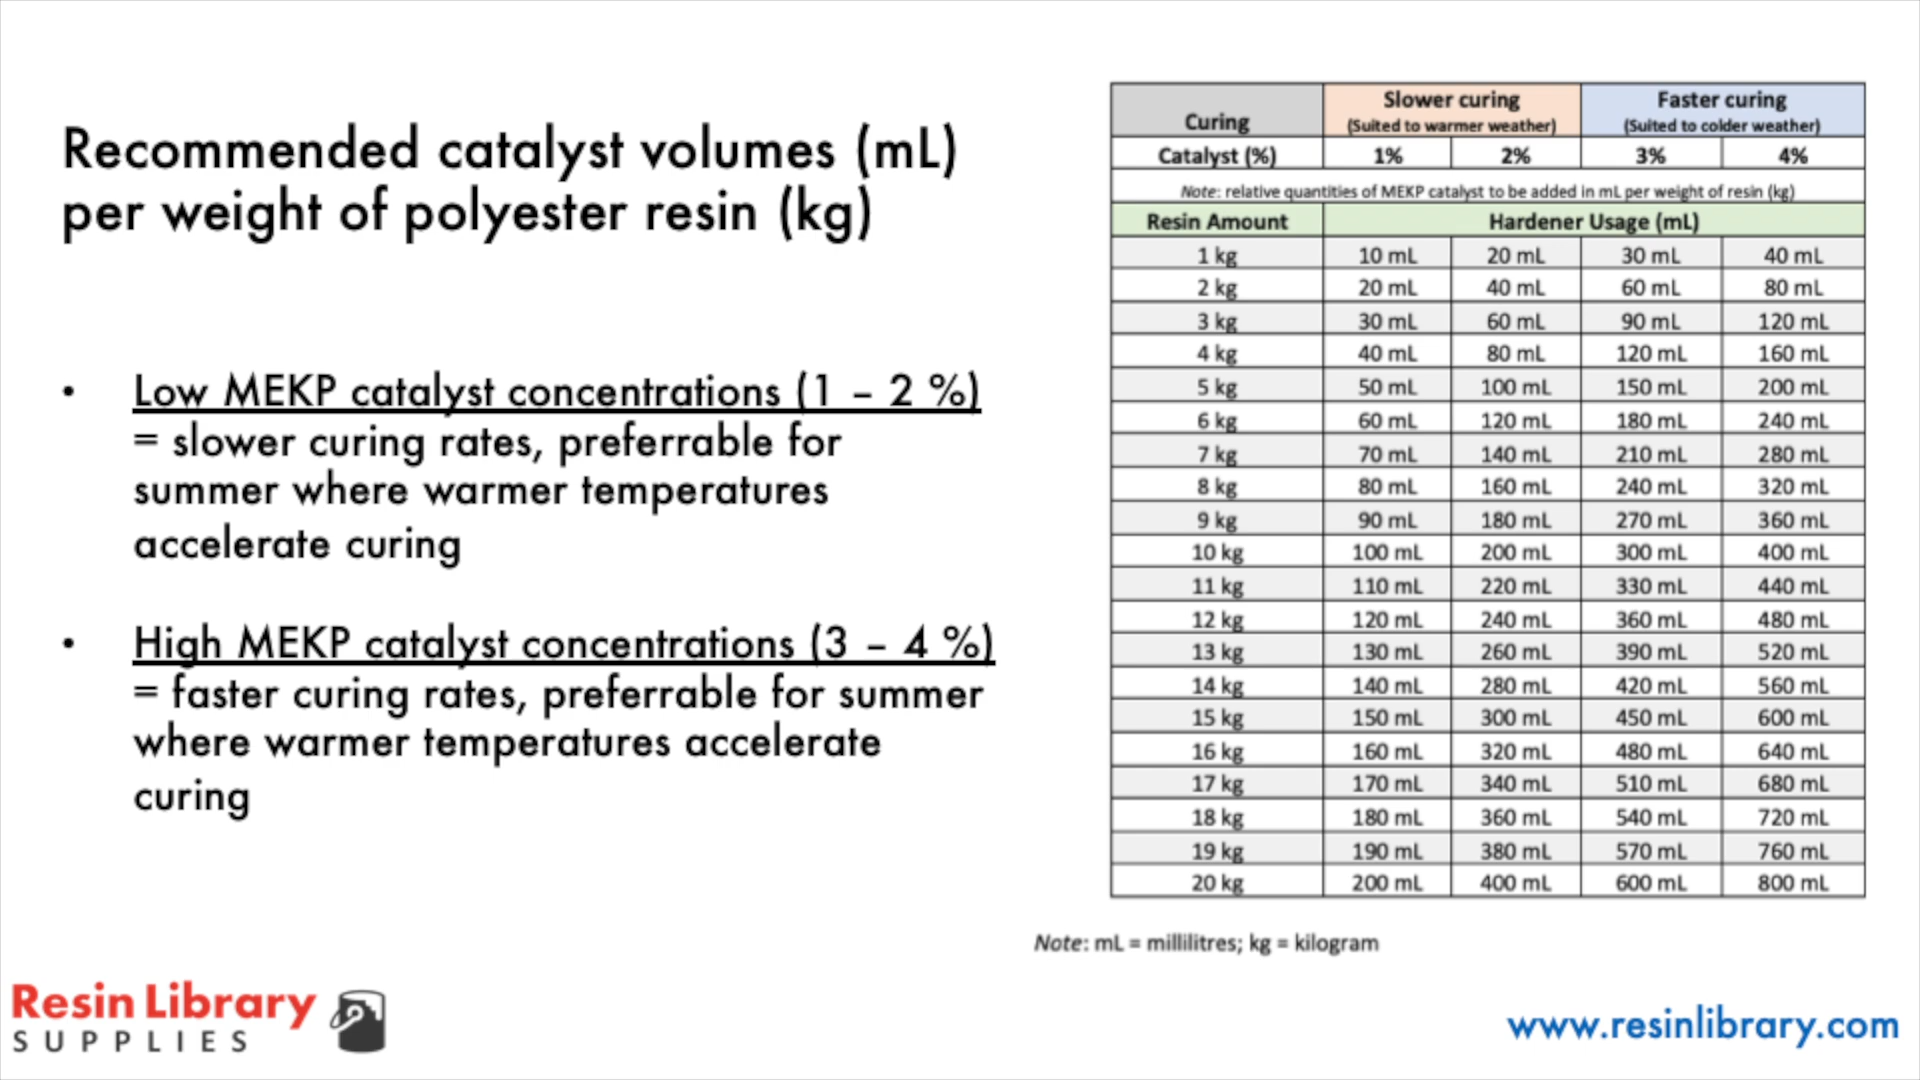 Recommended catalyst volumes (mL)
per weight of polyester resin (kg)
• Low MEKP catalyst concentrations (1 – 2 %)
= slower curing rates, preferrable for
summer where warmer temperatures
accelerate curing
• High MEKP catalyst concentrations (3 – 4 %)
= faster curing rates, preferrable for summer
where warmer temperatures accelerate
curing
Curing Slower curing Faster curing
(Suited to warmer weather) (Suited to colder weather)
Catalyst (%) 1% 2% 3% 4%
Note: relative quantities of MEKP catalyst to be added in mL per weight of resin (kg)
Resin Amount Hardener Usage (mL)
1 kg 10 mL 20 mL 30 mL 40 mL
2 kg 20 mL 40 mL 60 mL 80 mL
3 kg 30 mL 60 mL 90 mL 120 mL
4 kg 40 mL 80 mL 120 mL 160 mL
5 kg 50 mL 100 mL 150 mL 200 mL
6 kg 60 mL 120 mL 180 mL 240 mL
7 kg 70 mL 140 mL 210 mL 280 mL
8 kg 80 mL 160 mL 240 mL 320 mL
9 kg 90 mL 180 mL 270 mL 360 mL
10 kg 100 mL 200 mL 300 mL 400 mL
11 kg 110 mL 220 mL 330 mL 440 mL
12 kg 120 mL 240 mL 360 mL 480 mL
13 kg 130 mL 260 mL 390 mL 520 mL
14 kg 140 mL 280 mL 420 mL 560 mL
15 kg 150 mL 300 mL 450 mL 600 mL
16 kg 160 mL 320 mL 480 mL 640 mL
17 kg 170 mL 340 mL 510 mL 680 mL
18 kg 180 mL 360 mL 540 mL 720 mL
19 kg 190 mL 380 mL 570 mL 760 mL
20 kg 200 mL 400 mL 600 mL 800 mL
Note: mL = millilitres; kg = kilogram
Resin Library
SUPPLIES
www.resinlibrary.com